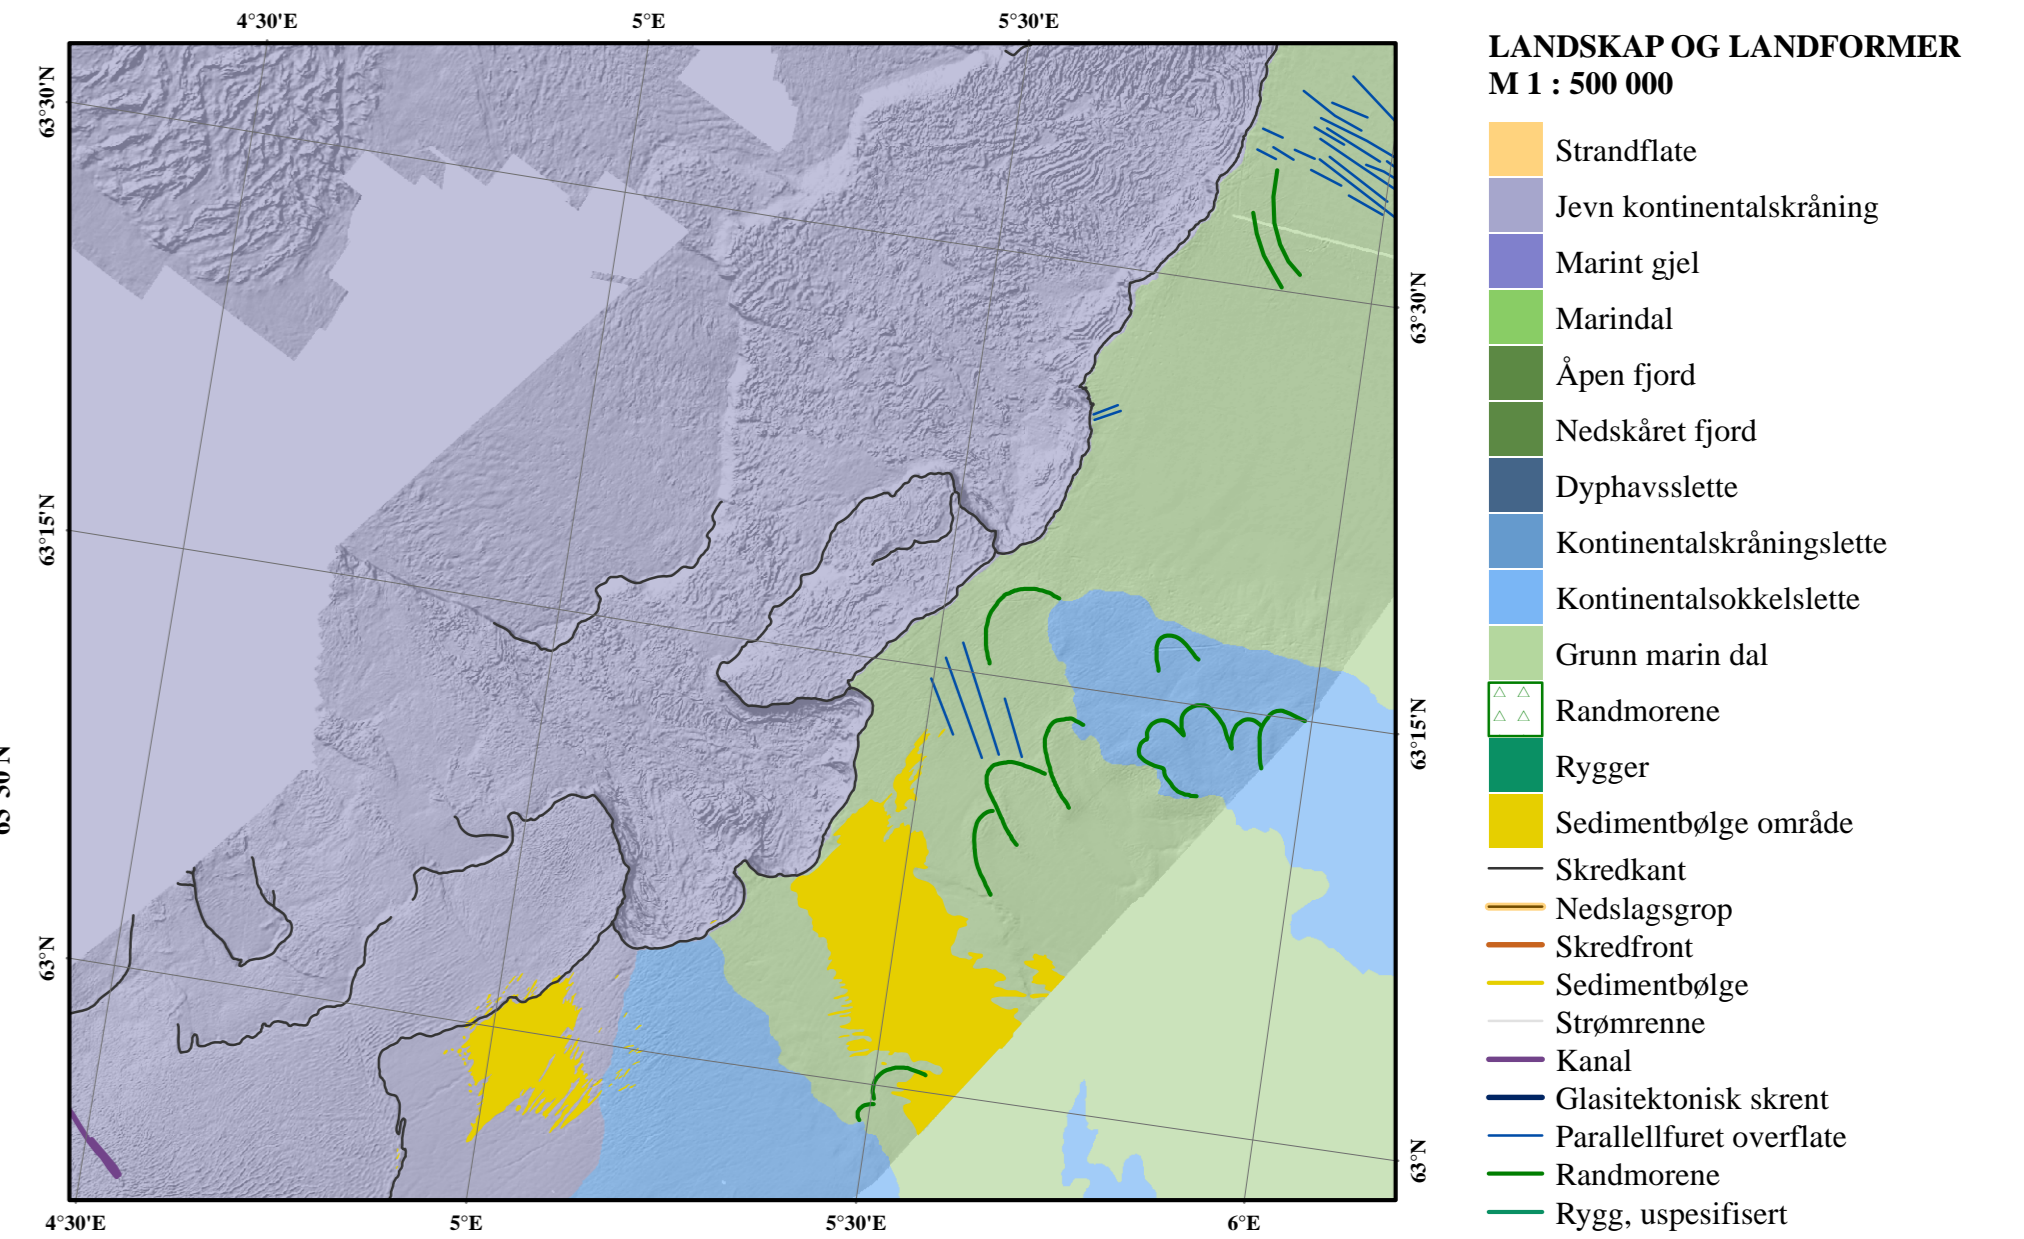 4°30'E
5°E
5°30'E
63°30'N
63°15'N
63°N
63°30'N
63°15'N
63°N
4°30'E
5°E
5°30'E
6°E
LANDSKAP OG LANDFORMER
M 1 : 500 000
Strandflate
Jevn kontinentalskråning
Marint gjel
Marindal
Åpen fjord
Nedskåret fjord
Dyphavsslette
Kontinentalskråningslette
Kontinentalsokkelslette
Grunn marin dal
Randmorene
Rygger
Sedimentbølge område
Skredkant
Nedslagsgrop
Skredfront
Sedimentbølge
Strømrenne
Kanal
Glasitektonisk skrent
Parallellfuret overflate
Randmorene
Rygg, uspesifisert